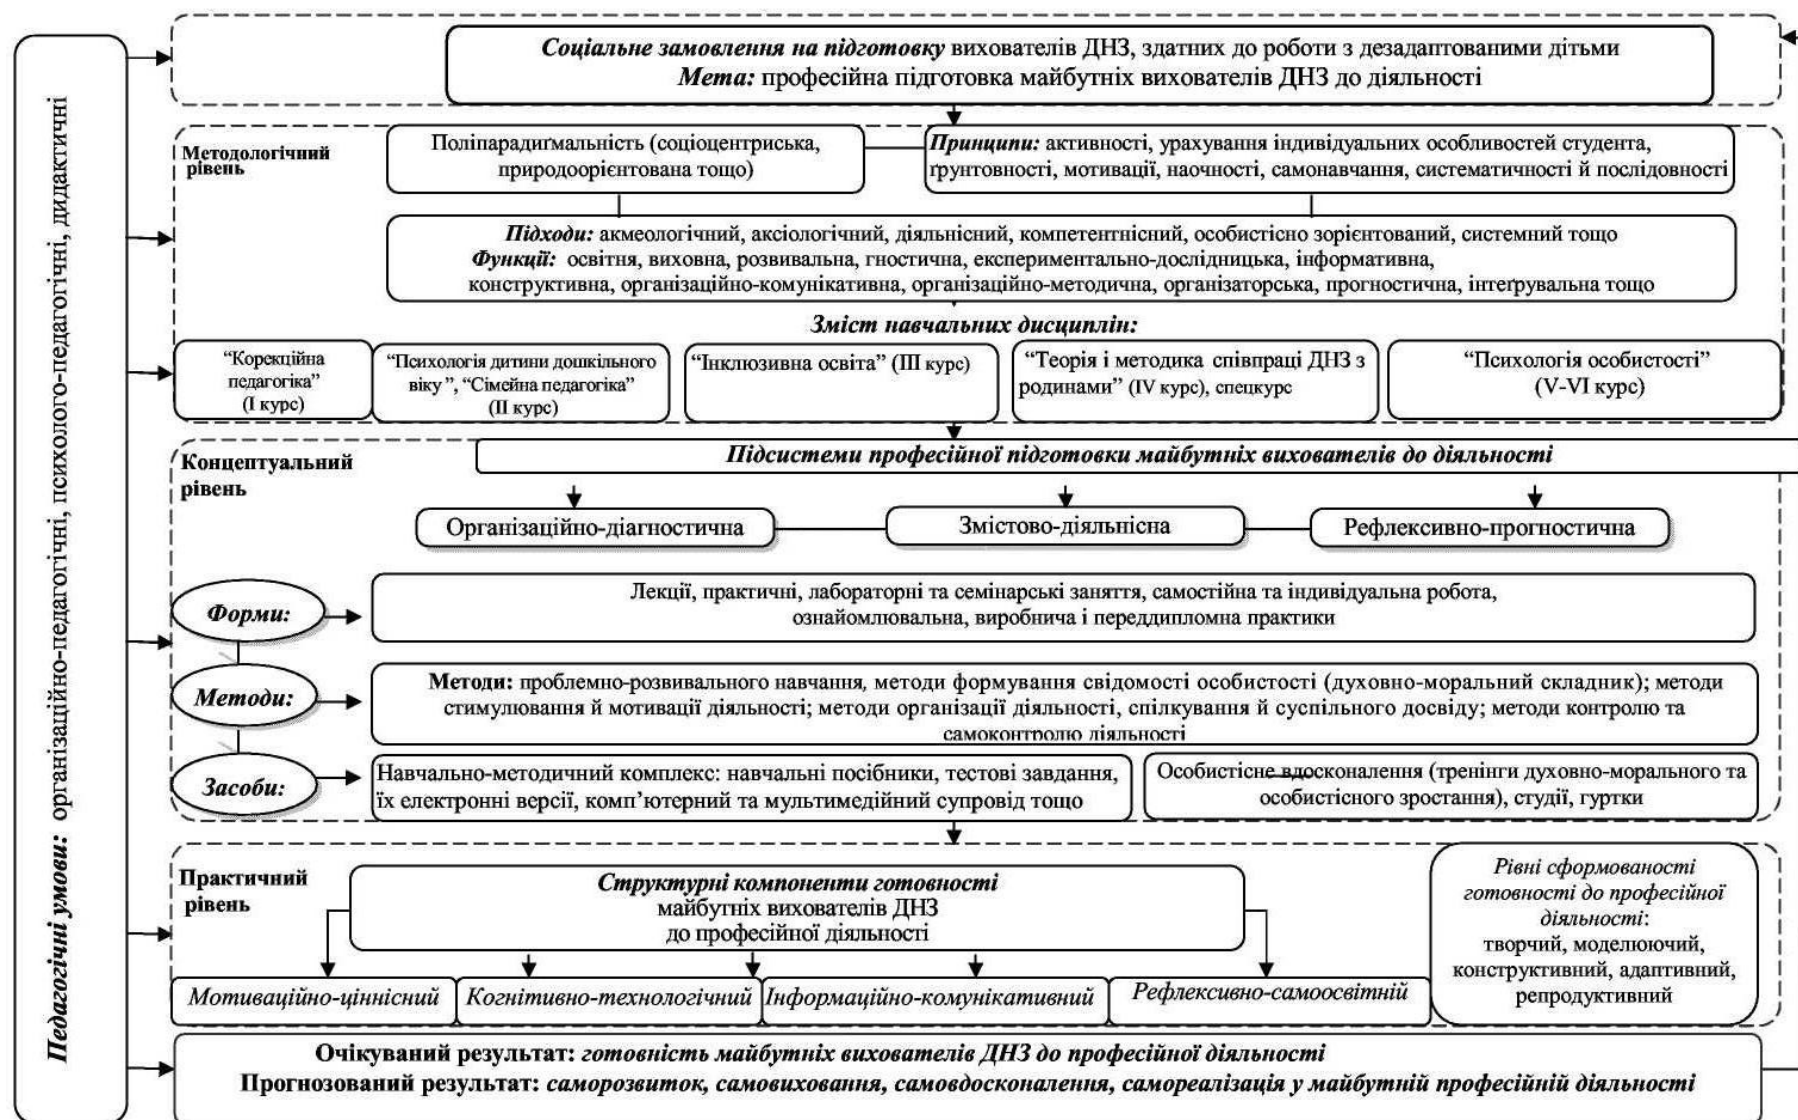 Педагогічні умови: організаційно-педагогічні, психолого-педагогічні, дидактичні
Соціальне замовлення на підготовку вихователів ДНЗ, здатних до роботи з дезадаптованими дітьми
Мета: професійна підготовка майбутніх вихователів ДНЗ до діяльності
Методологічний
рівень
Поліпарадиґмальність (соціоцентриська,
природоорієнтована тощо)
Принципи: активності, урахування індивідуальних особливостей студента,
ґрунтовності, мотивації, наочності, самонавчання, систематичності й послідовності
Підходи: акмеологічний, аксіологічний, діяльнісний, компетентнісний, особистісно зорієнтований, системний тощо
Функції: освітня, виховна, розвивальна, гностична, експериментально-дослідницька, інформативна,
конструктивна, організаційно-комунікативна, організаційно-методична, організаторська, прогностична, інтеґрувальна тощо
Зміст навчальних дисциплін:
“Корекційна
педагогіка”
(І курс)
“Психологія дитини дошкільного
віку”, “Сімейна педагогіка”
(ІІ курс)
“Інклюзивна освіта” (ІІІ курс)
“Теорія і методика співпраці ДНЗ з
родинами” (IV курс), спецкурс
“Психологія особистості”
(V-VI курс)
Концептуальний
рівень
Підсистеми професійної підготовки майбутніх вихователів до діяльності
Організаційно-діагностична
Змістово-діяльнісна
Рефлексивно-прогностична
Форми:
Лекції, практичні, лабораторні та семінарські заняття, самостійна та індивідуальна робота,
ознайомлювальна, виробнича і переддипломна практики
Методи:
Методи: проблемно-розвивального навчання, методи формування свідомості особистості (духовно-моральний складник); методи
стимулювання й мотивації діяльності; методи організації діяльності, спілкування й суспільного досвіду; методи контролю та
самоконтролю діяльності
Засоби:
Навчально-методичний комплекс: навчальні посібники, тестові завдання,
їх електронні версії, комп’ютерний та мультимедійний супровід тощо
Особистісне вдосконалення (тренінги духовно-морального та
особистісного зростання), студії, гуртки
Практичний
рівень
Структурні компоненти готовності
майбутніх вихователів ДНЗ
до професійної діяльності
Мотиваційно-ціннісний
Когнітивно-технологічний
Інформаційно-комунікативний
Рефлексивно-самоосвітній
Рівні сформованості
готовності до професійної
діяльності:
творчий, моделюючий,
конструктивний, адаптивний,
репродуктивний
Очікуваний результат: готовність майбутніх вихователів ДНЗ до професійної діяльності
Прогнозований результат: саморозвиток, самовиховання, самовдосконалення, самореалізація у майбутній професійній діяльності